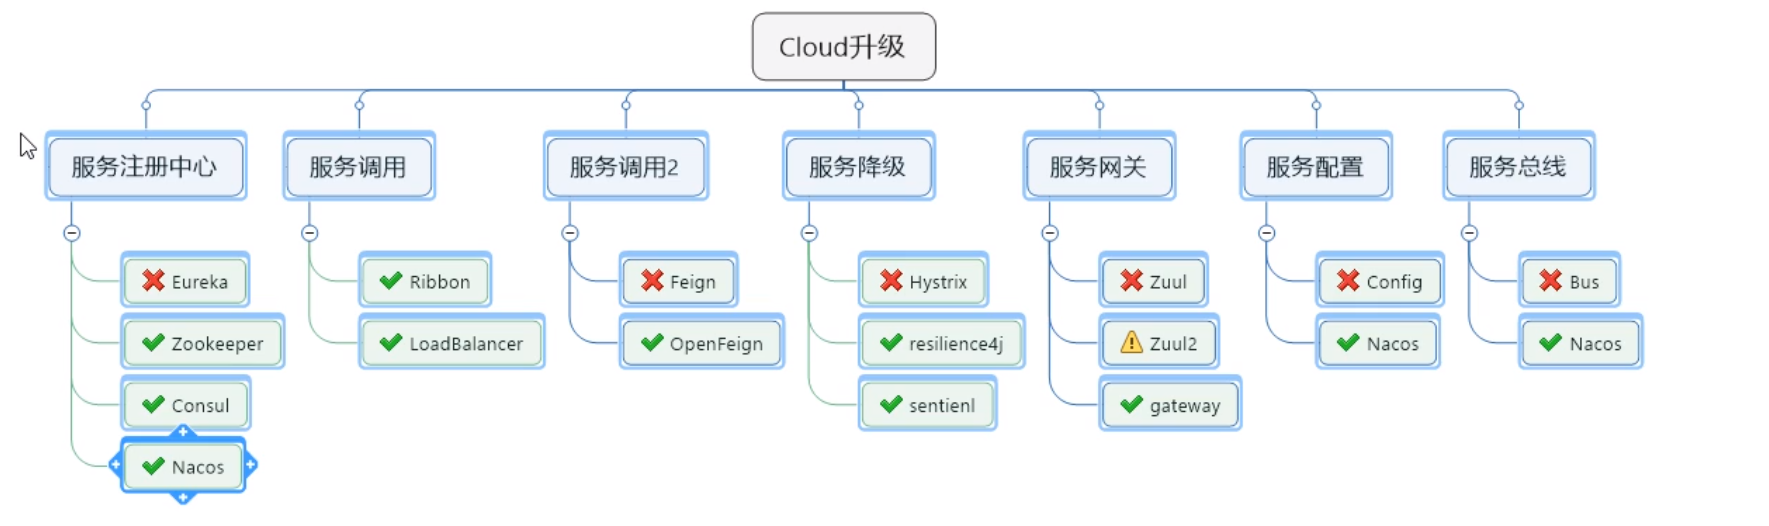 Cloud升级
服务注册中心
Eureka
Zookeeper
Consul
Nacos
服务调用
Ribbon
LoadBalancer
服务调用2
Feign
OpenFeign
服务降级
Hystrix
resilience4j
sentienl
服务网关
Zuul
Zuul2
gateway
服务配置
Config
Nacos
服务总线
Bus
Nacos